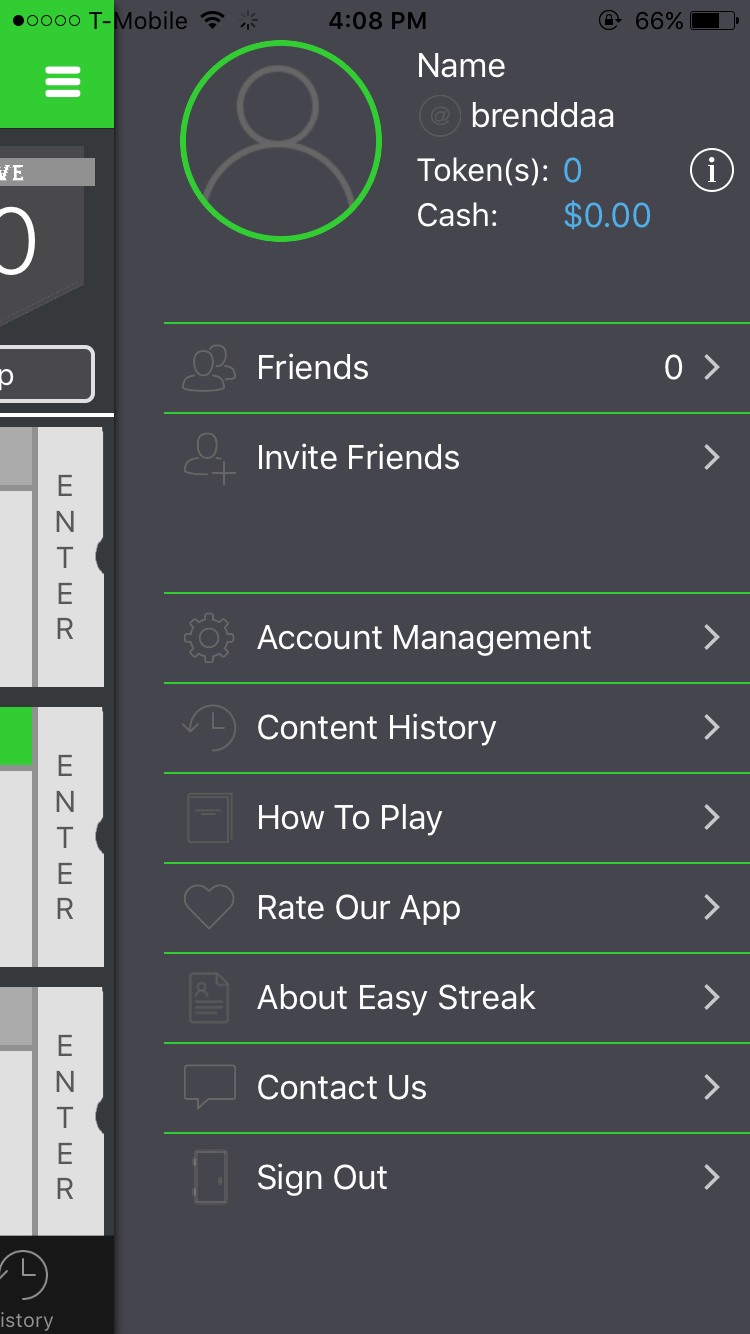 T-Mobile 4:08 PM 66%
Name
@ brenddaa
Token(s): 0
i
Cash: $0.00
VE
0
p
Friends 0
Invite Friends
ENTER
Account Management
Content History
ENTER
How To Play
Rate Our App
About Easy Streak
ENTER
Contact Us
Sign Out
istory